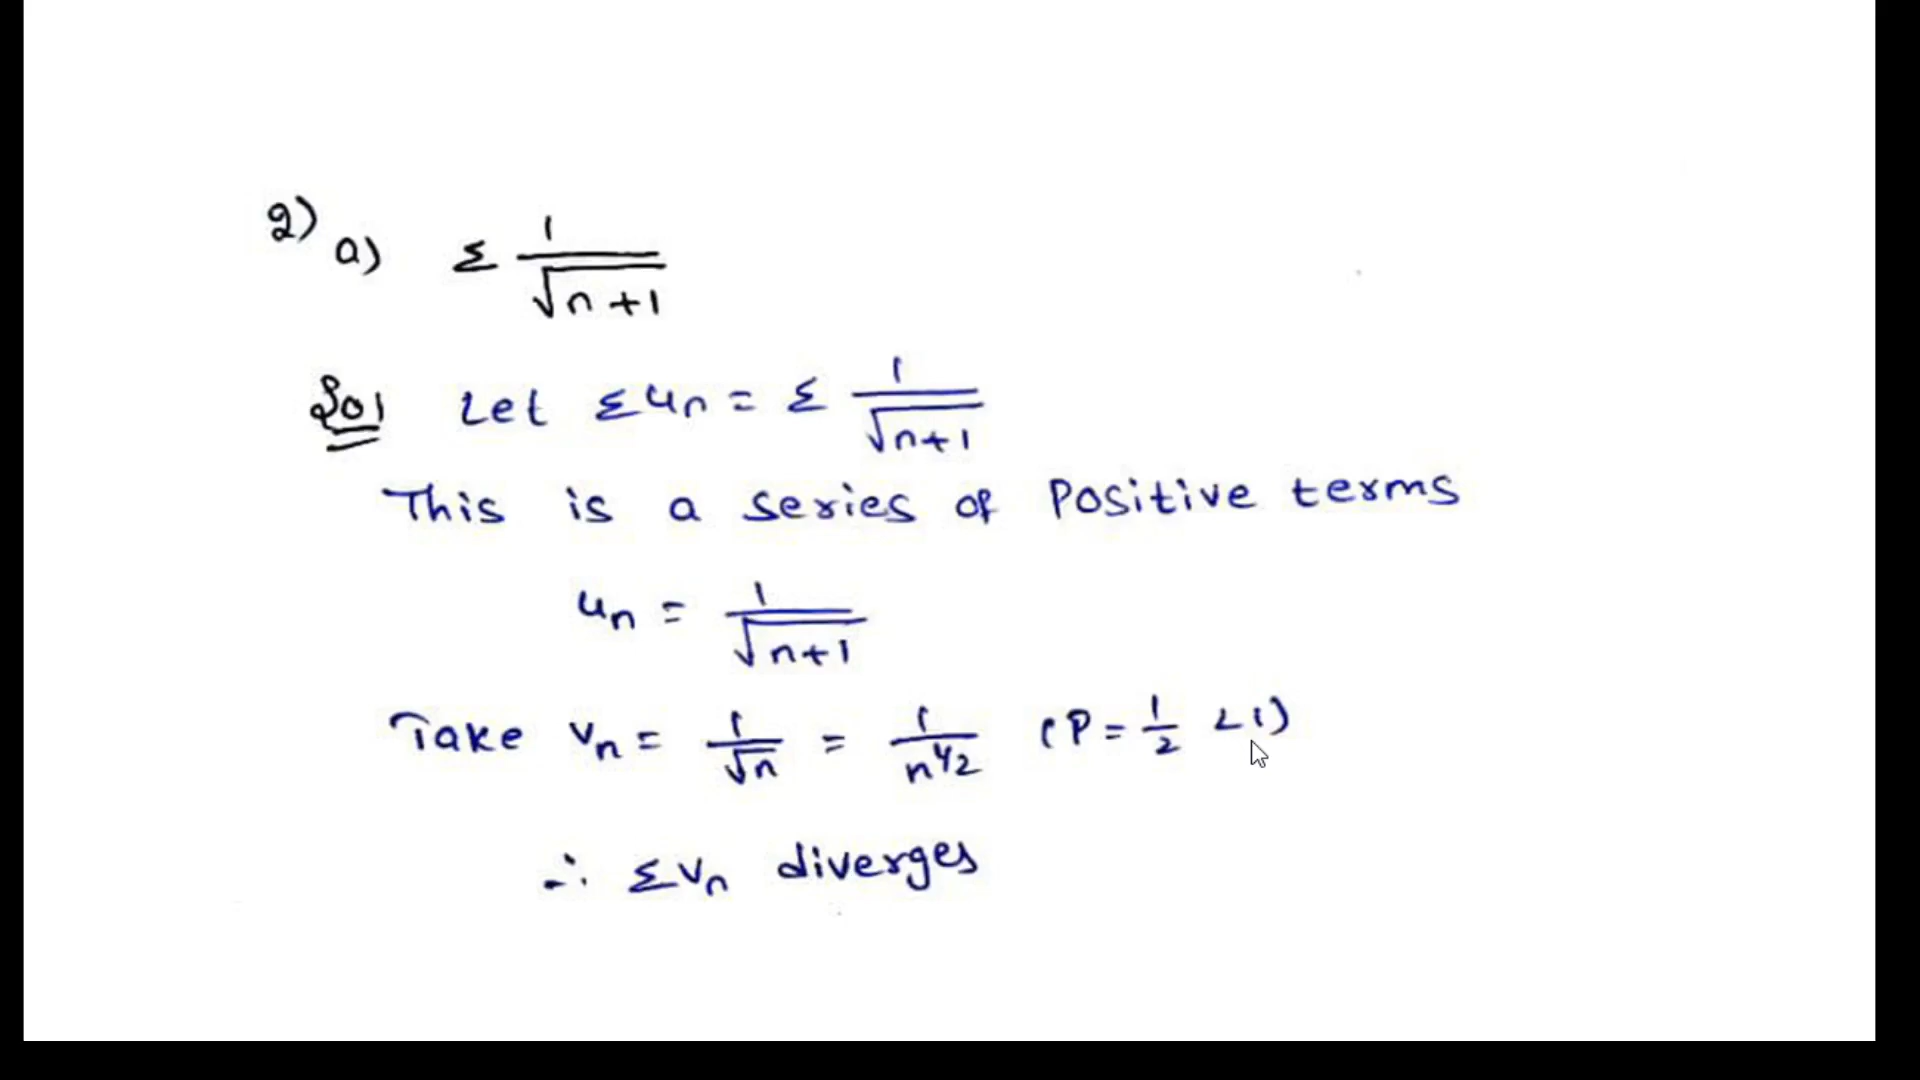 2) a) Σ 1/√(n+1)
Sol Let Σun = Σ 1/√(n+1)
This is a series of Positive terms
un = 1/√(n+1)
Take vn = 1/√n = 1/n^1/2 (P = 1/2 < 1)
∴ Σvn diverges